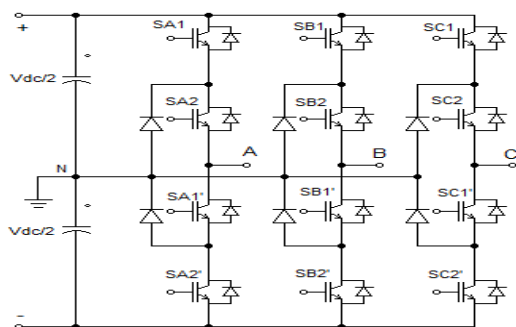 SA1 SB1 SC1
+
Vdc/2
SA2 SB2 SC2
A B C
N
SA1' SB1' SC1'
Vdc/2
SA2' SB2' SC2'
-